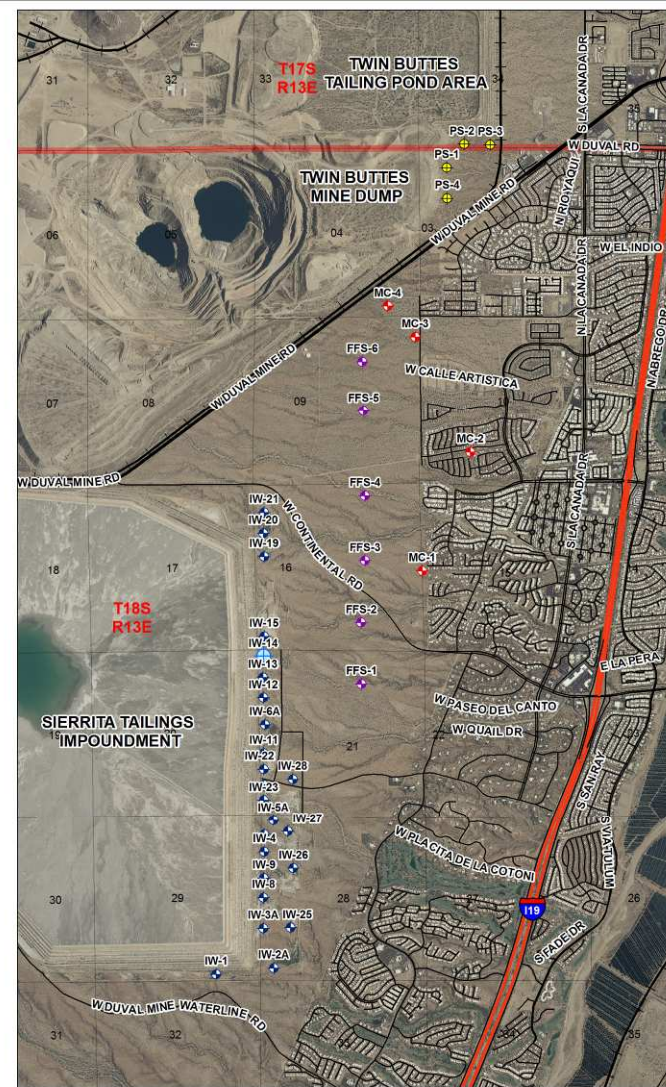 31
32
33
T17S
R13E
TWIN BUTTES
TAILING POND AREA
34
35
S LA CANADA DR
PS-2
PS-3
W DUVAL RD
PS-1
PS-4
TWIN BUTTES
MINE DUMP
N RIO YAQUI
W DUVAL MINE RD
W EL INDIO
06
05
04
03
N LA CANADA DR
N ABREGO DR
MC-4
MC-3
FFS-6
W CALLE ARTISTICA
W DUVAL MINE RD
07
08
09
FFS-5
MC-2
S LA CANADA DR
W DUVAL MINE RD
FFS-4
IW-21
IW-20
IW-19
W CONTINENTAL RD
18
17
16
FFS-3
MC-1
15
14
T18S
R13E
FFS-2
IW-15
IW-14
IW-13
IW-12
E LA PERA
FFS-1
W PASEO DEL CANTO
IW-6A
SIERRITA TAILINGS
IMPOUNDMENT
19
20
21
22
23
W QUAIL DR
IW-11
IW-22
IW-28
IW-23
S SAN RAY
IW-5A
IW-27
IW-4
S VIA TULUM
W PLACITA DE LA COTONI
IW-9
IW-26
IW-8
30
29
28
26
I19
IW-3A
IW-25
S FADE DR
IW-1
IW-2A
W DUVAL MINE WATERLINE RD
31
32
33
34
35